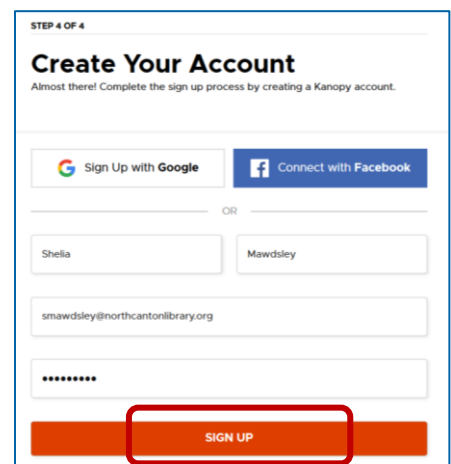 STEP 4 OF 4
Create Your Account
Almost there! Complete the sign up process by creating a Kanopy account.
Sign Up with Google
Connect with Facebook
OR
Shelia
Mawdsley
smawdsley@northcantonlibrary.org
•••••••••
SIGN UP